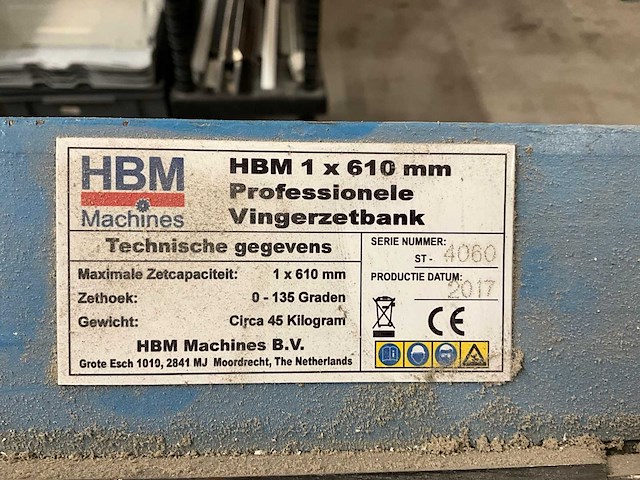 HBM
Machines
HBM 1 x 610 mm
Professionele
Vingerzetbank
Technische gegevens
Maximale Zetcapaciteit: 1 x 610 mm
Zethoek: 0 - 135 Graden
Gewicht: Circa 45 Kilogram
HBM Machines B.V.
Grote Esch 1010, 2841 MJ Moordrecht, The Netherlands
SERIE NUMMER:
ST - 4060
PRODUCTIE DATUM:
2017
CE